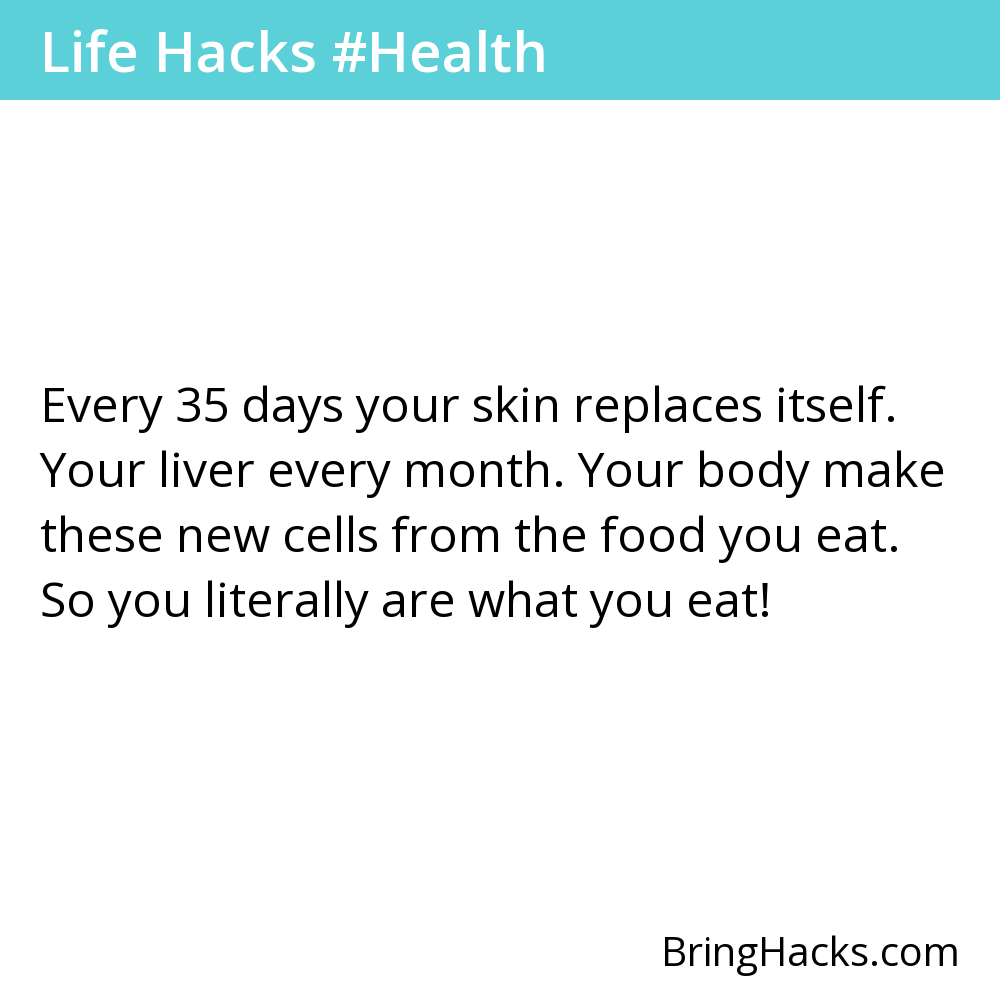 Life Hacks #Health
Every 35 days your skin replaces itself.
Your liver every month. Your body make
these new cells from the food you eat.
So you literally are what you eat!
BringHacks.com